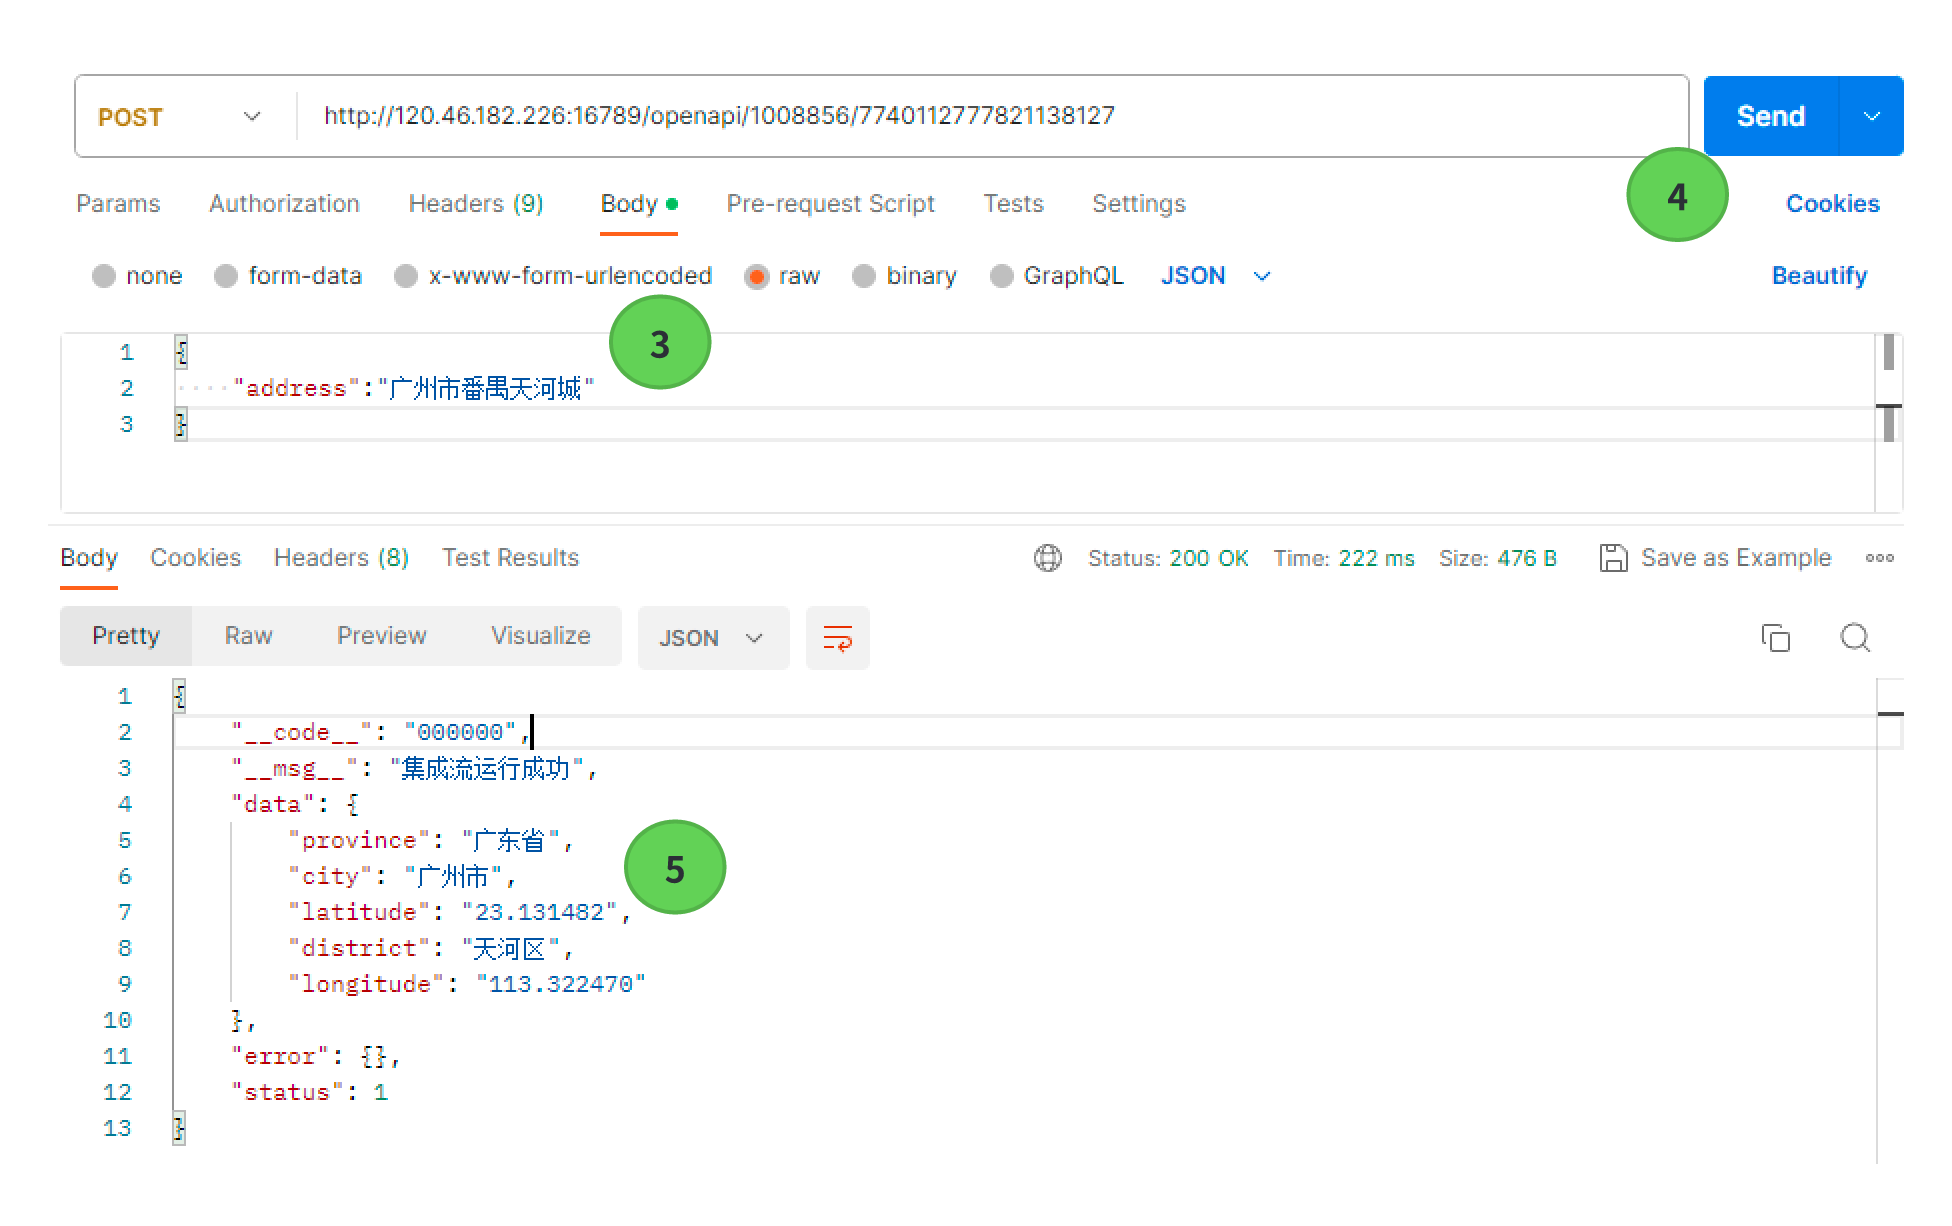 POST http://120.46.182.226:16789/openapi/1008856/7740112777821138127 Send
Params Authorization Headers (9) Body Pre-request Script Tests Settings 4 Cookies
none form-data x-www-form-urlencoded raw binary GraphQL JSON Beautify
3
1 {
2 "address":"广州市番禺天河城"
3 }
Body Cookies Headers (8) Test Results Status: 200 OK Time: 222 ms Size: 476 B Save as Example
Pretty Raw Preview Visualize JSON
1 {
2 "__code__": "000000",
3 "__msg__": "集成流运行成功",
4 "data": {
5 "province": "广东省",
6 "city": "广州市",
5
7 "latitude": "23.131482",
8 "district": "天河区",
9 "longitude": "113.322470"
10 },
11 "error": {},
12 "status": 1
13 }